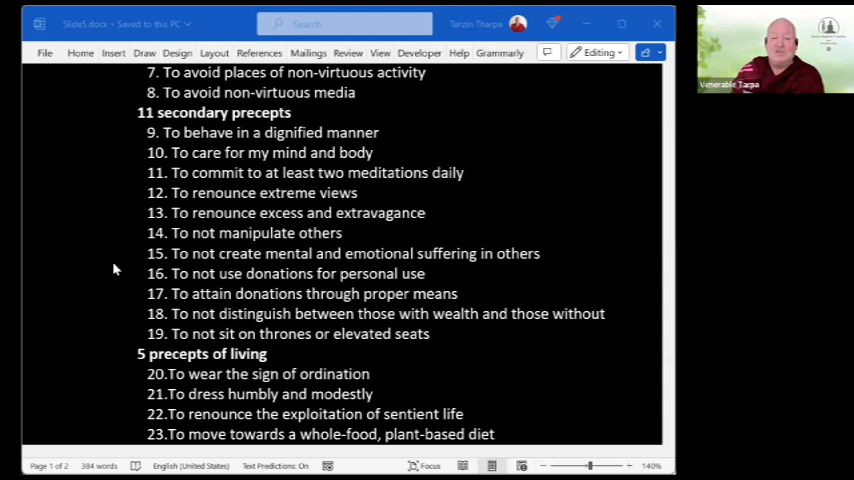 Slide5.docx • Saved to this PC
Search
Tenzin Tharpa
File Home Insert Draw Design Layout References Mailings Review View Developer Help Grammarly
Editing
7. To avoid places of non-virtuous activity
8. To avoid non-virtuous media
11 secondary precepts
9. To behave in a dignified manner
10. To care for my mind and body
11. To commit to at least two meditations daily
12. To renounce extreme views
13. To renounce excess and extravagance
14. To not manipulate others
15. To not create mental and emotional suffering in others
16. To not use donations for personal use
17. To attain donations through proper means
18. To not distinguish between those with wealth and those without
19. To not sit on thrones or elevated seats
5 precepts of living
20.To wear the sign of ordination
21.To dress humbly and modestly
22.To renounce the exploitation of sentient life
23.To move towards a whole-food, plant-based diet
Page 1 of 2 384 words English (United States) Text Predictions: On Focus 140%
Venerable Tarpa